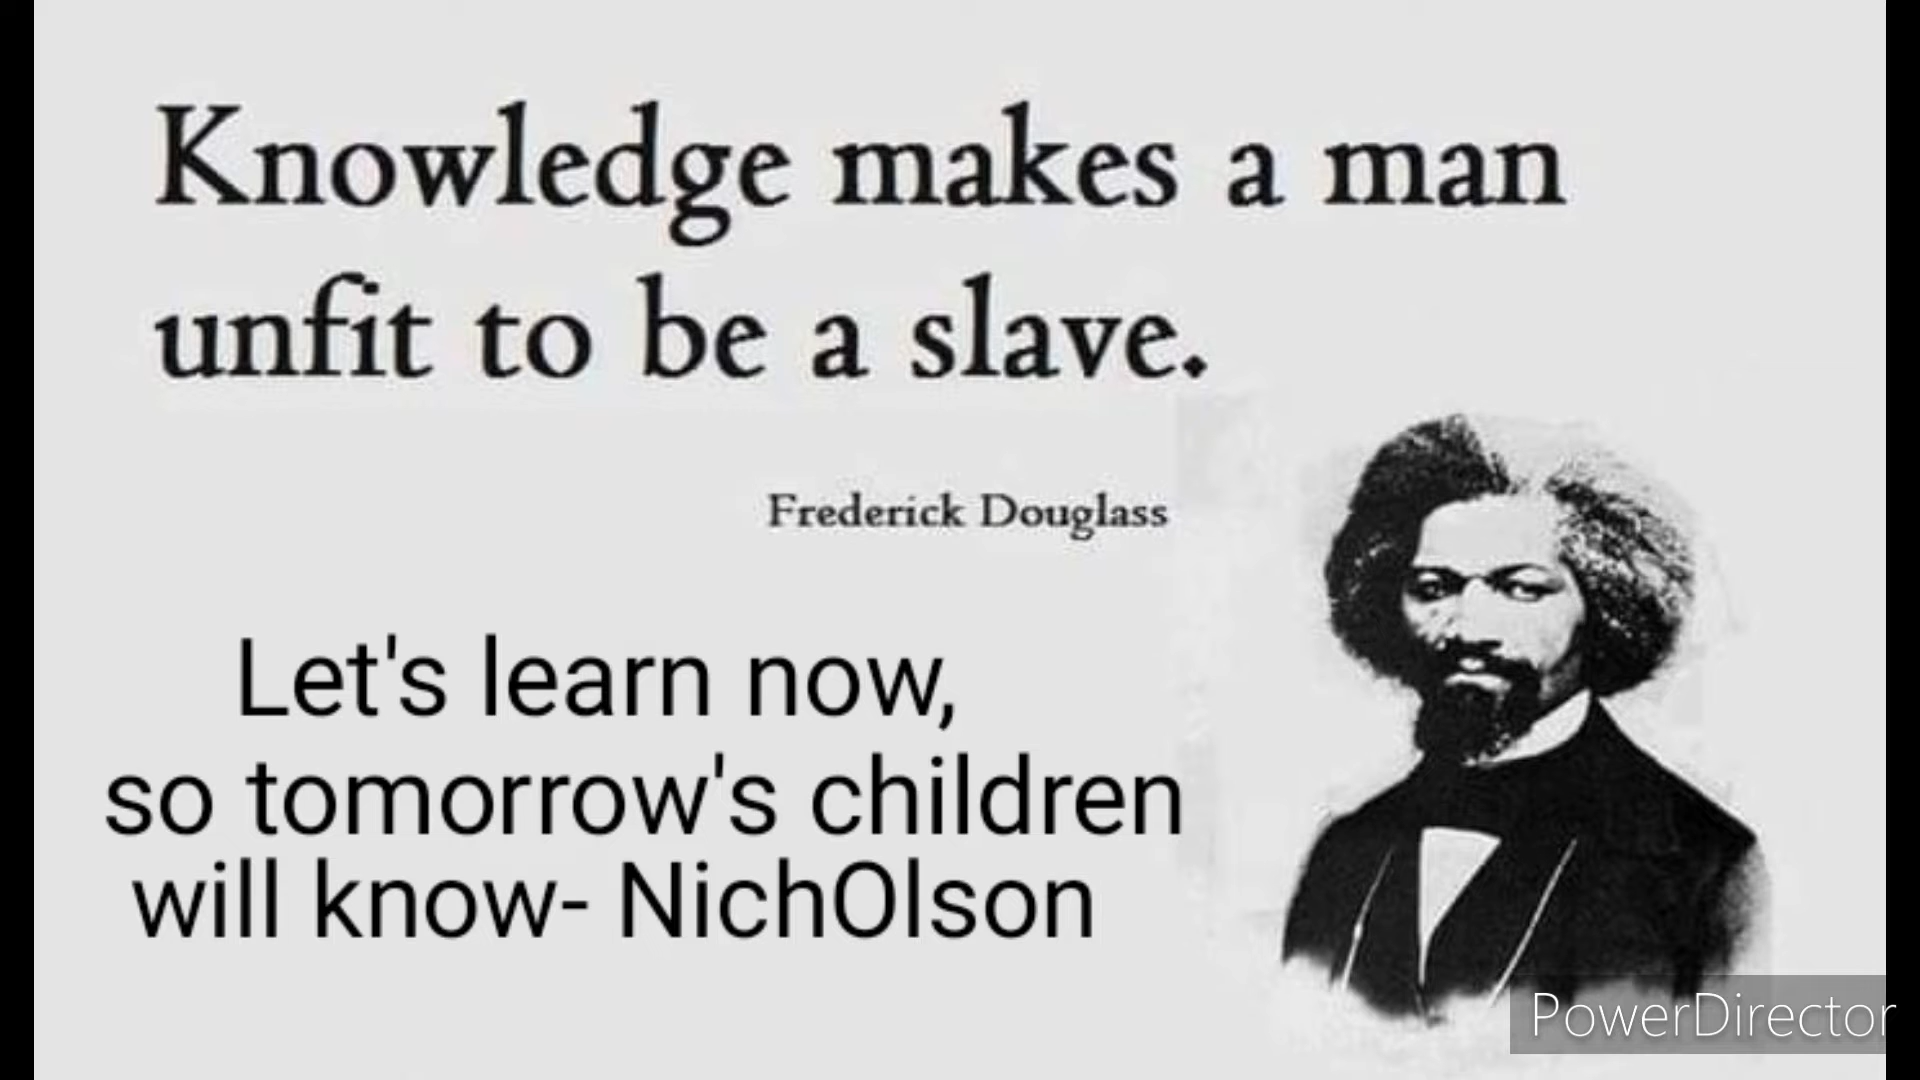 Knowledge makes a man
unfit to be a slave.
Frederick Douglass
Let's learn now,
so tomorrow's children
will know- NichOlson
PowerDirector